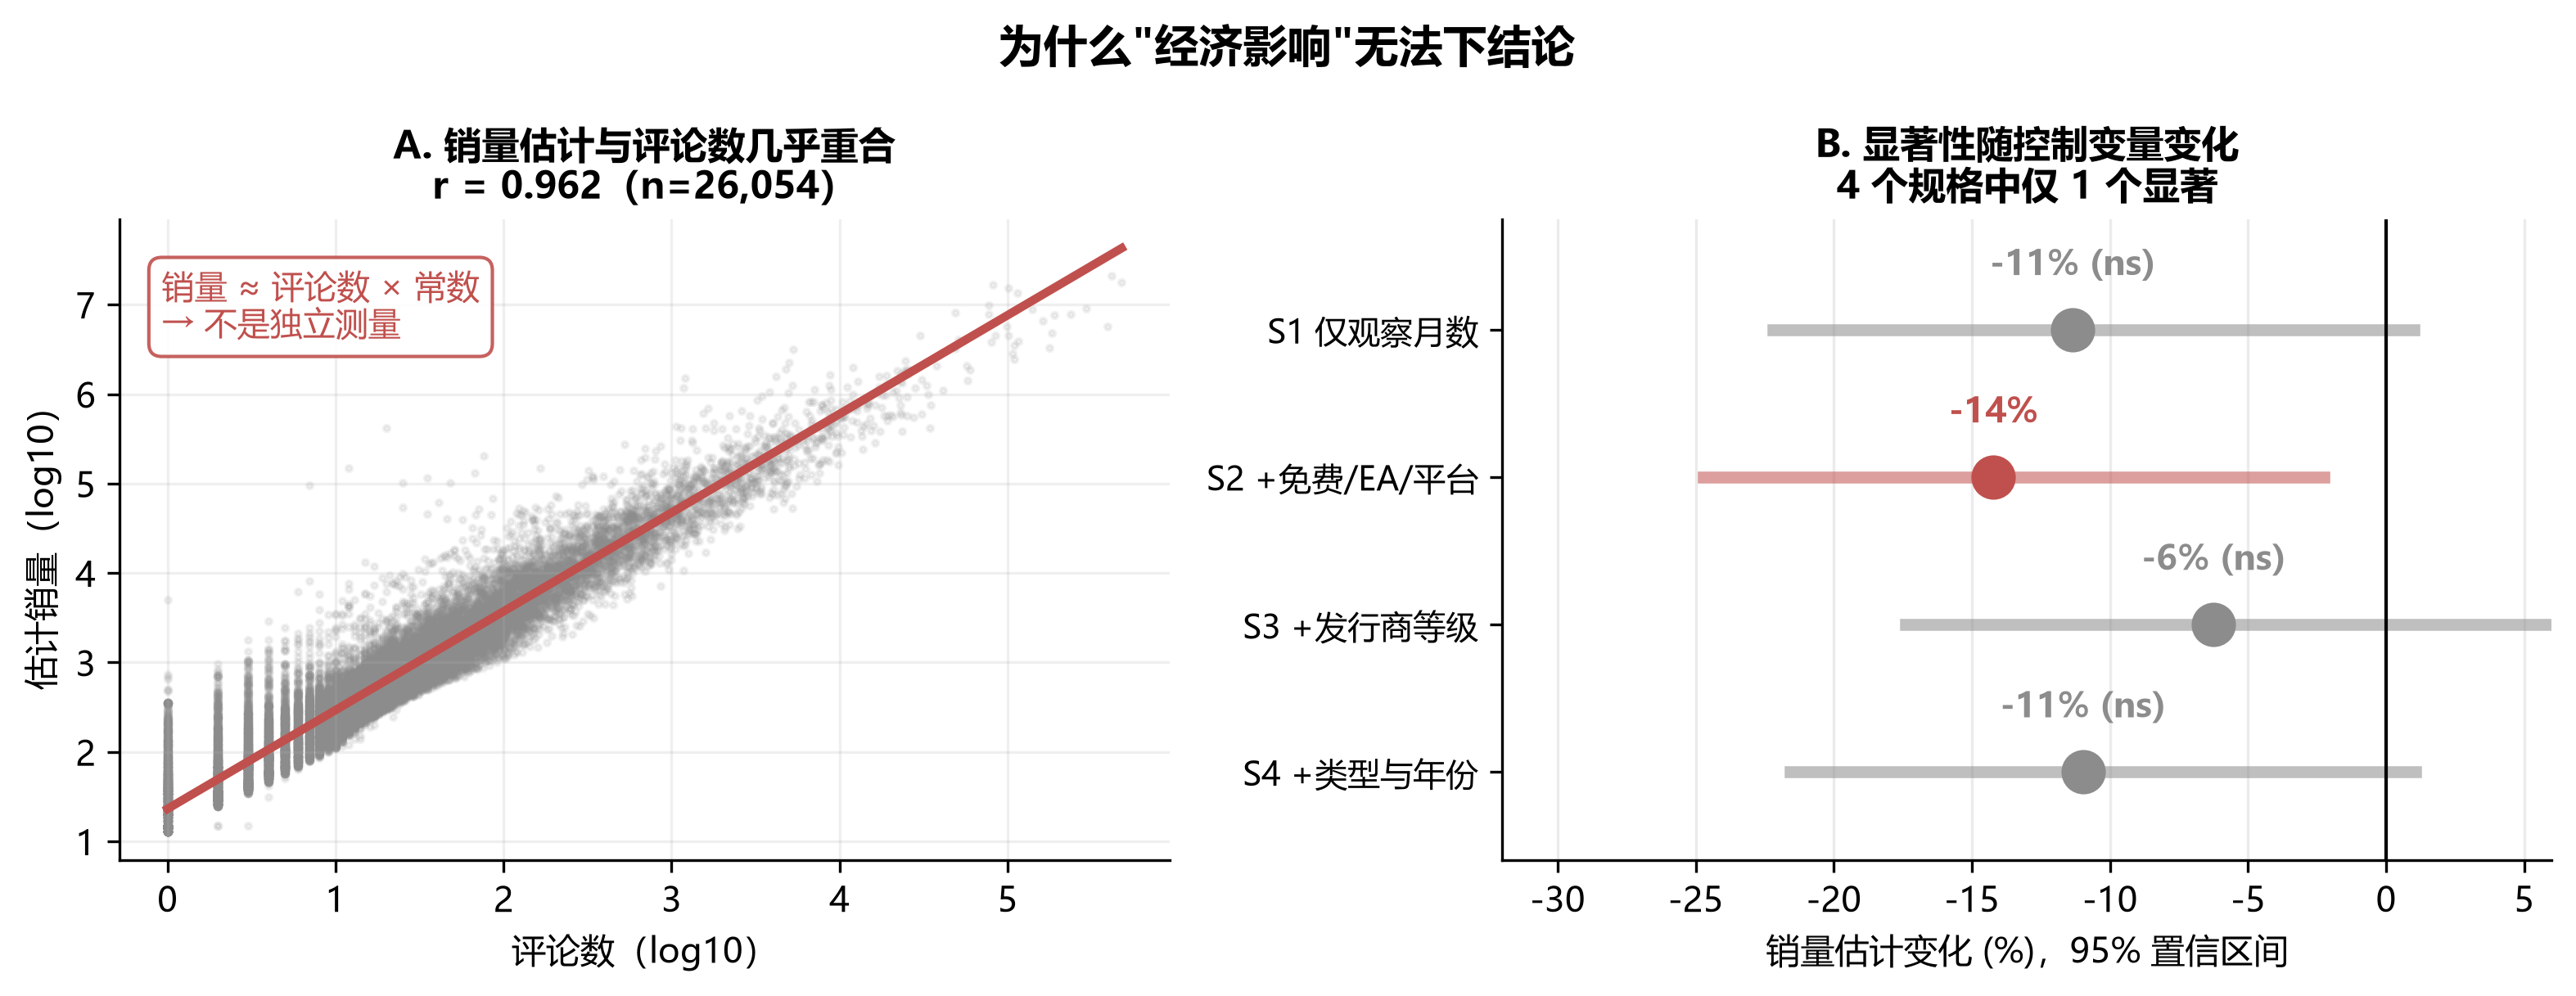 为什么"经济影响"无法下结论
A. 销量估计与评论数几乎重合
r = 0.962（n=26,054）
销量 ≈ 评论数 × 常数
→ 不是独立测量
估计销量（log10）
7
6
5
4
3
2
1
0
1
2
3
4
5
评论数（log10）
B. 显著性随控制变量变化
4 个规格中仅 1 个显著
-11% (ns)
S1 仅观察月数
-14%
S2 +免费/EA/平台
-6% (ns)
S3 +发行商等级
-11% (ns)
S4 +类型与年份
-30
-25
-20
-15
-10
-5
0
5
销量估计变化 (%)，95% 置信区间